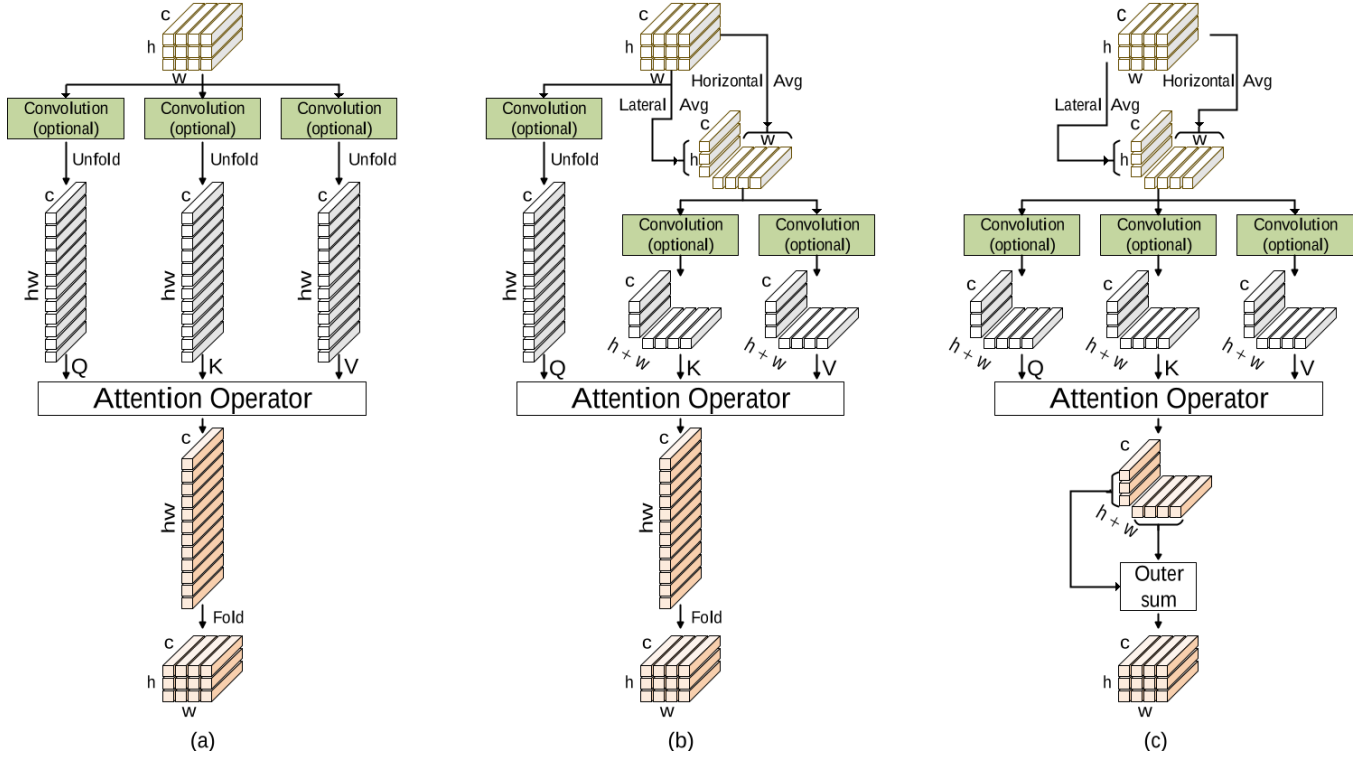 c
h
w
Convolution
(optional)
Convolution
(optional)
Convolution
(optional)
Unfold
Unfold
Unfold
c
c
c
hw
hw
hw
Q
K
V
Attention Operator
c
hw
Fold
c
h
w
(a)
c
h
w
Horizontal Avg
Lateral Avg
Convolution
(optional)
Unfold
c
w
h
Convolution
(optional)
Convolution
(optional)
c
hw
c
c
h + w
h + w
Q
K
V
Attention Operator
c
hw
Fold
c
h
w
(b)
c
h
w
Horizontal Avg
Lateral Avg
c
w
h
Convolution
(optional)
Convolution
(optional)
Convolution
(optional)
c
c
c
h + w
h + w
h + w
Q
K
V
Attention Operator
c
h + w
Outer
sum
c
h
w
(c)